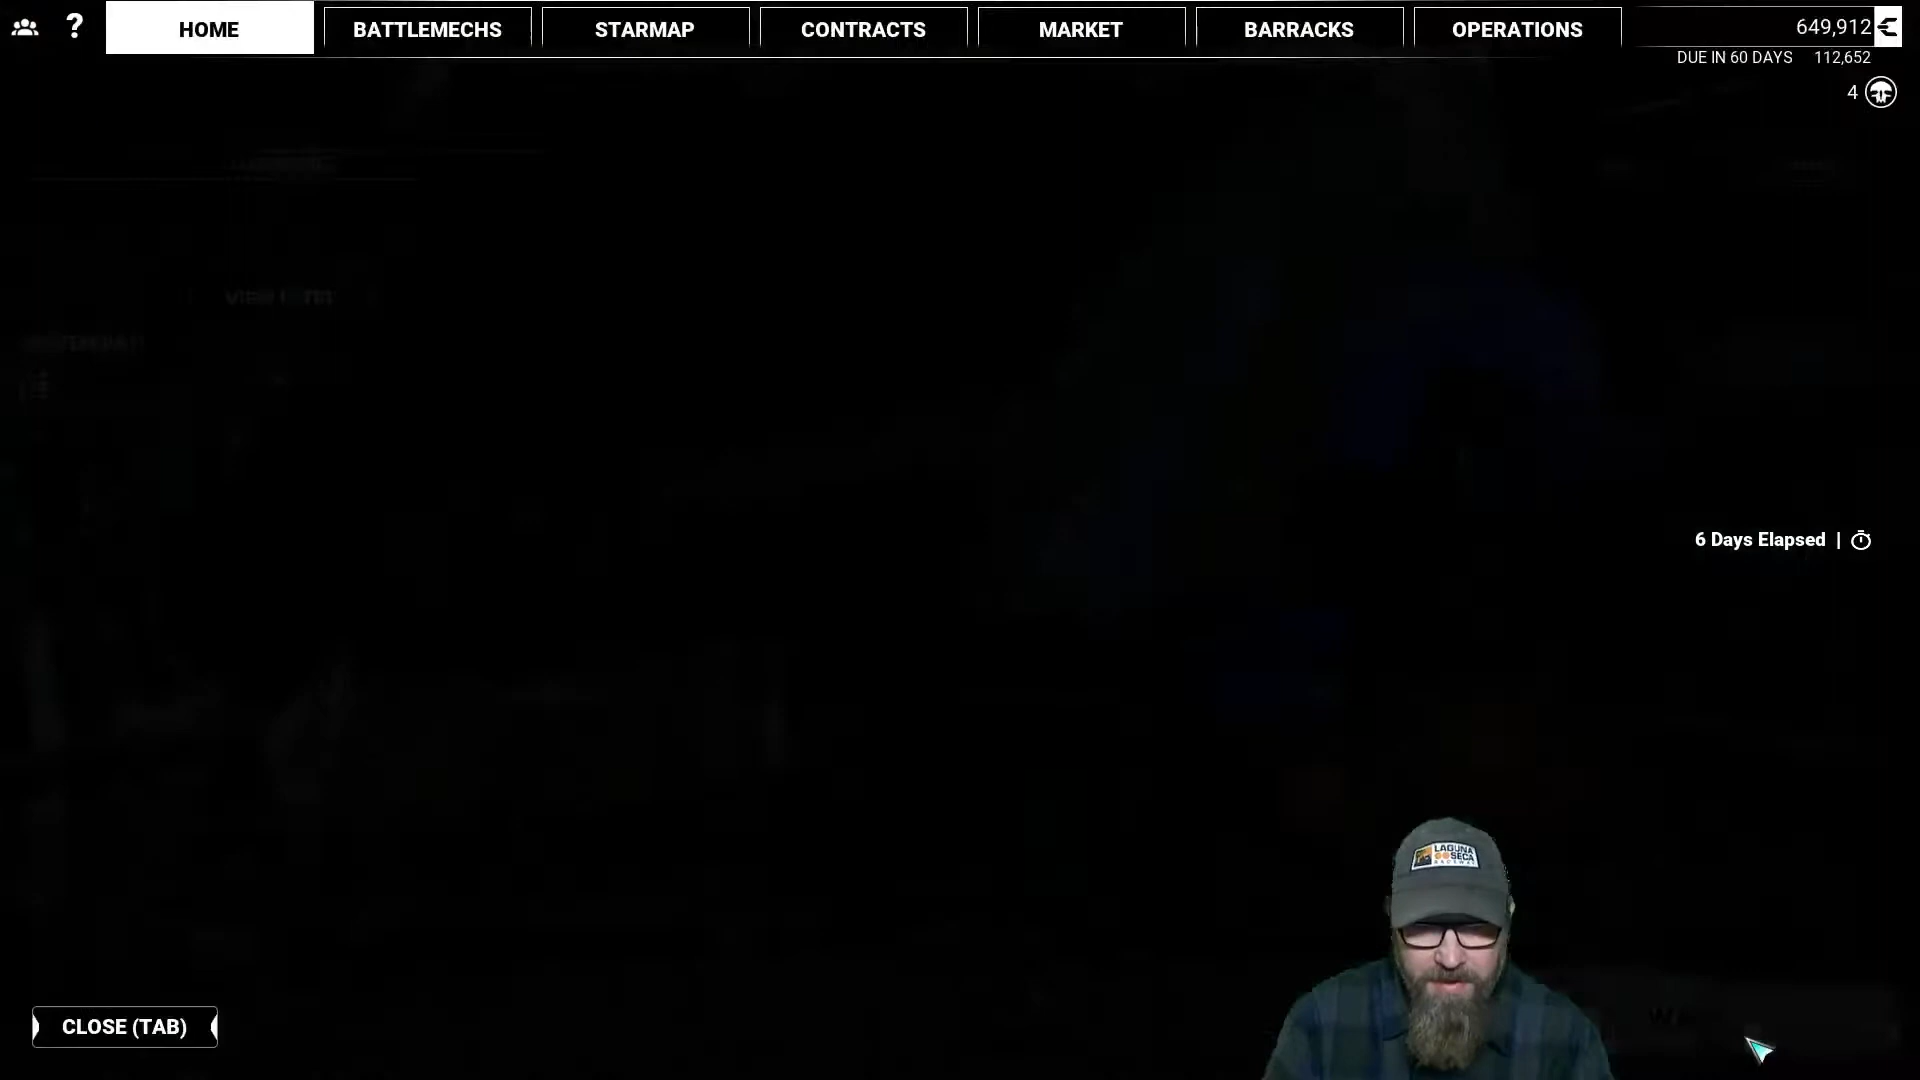 ?
HOME
BATTLEMECHS
STARMAP
CONTRACTS
MARKET
BARRACKS
OPERATIONS
649,912
DUE IN 60 DAYS 112,652
4
6 Days Elapsed |
LAGUNA
SECA
CLOSE (TAB)